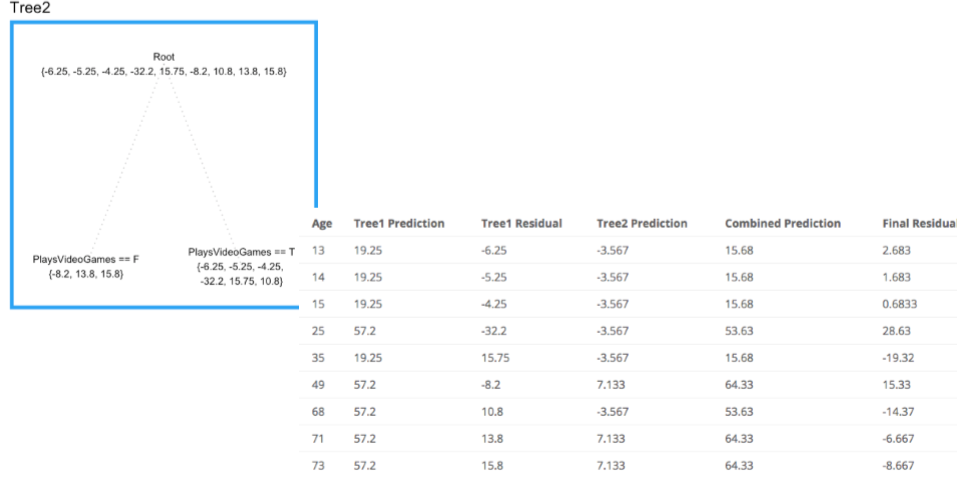 Tree2
Root
{-6.25, -5.25, -4.25, -32.2, 15.75, -8.2, 10.8, 13.8, 15.8}
PlaysVideoGames == F
{-8.2, 13.8, 15.8}
PlaysVideoGames == T
{-6.25, -5.25, -4.25,
-32.2, 15.75, 10.8}
Age Tree1 Prediction Tree1 Residual Tree2 Prediction Combined Prediction Final Residual
13 19.25 -6.25 -3.567 15.68 2.683
14 19.25 -5.25 -3.567 15.68 1.683
15 19.25 -4.25 -3.567 15.68 0.6833
25 57.2 -32.2 -3.567 53.63 28.63
35 19.25 15.75 -3.567 15.68 -19.32
49 57.2 -8.2 7.133 64.33 15.33
68 57.2 10.8 -3.567 53.63 -14.37
71 57.2 13.8 7.133 64.33 -6.667
73 57.2 15.8 7.133 64.33 -8.667